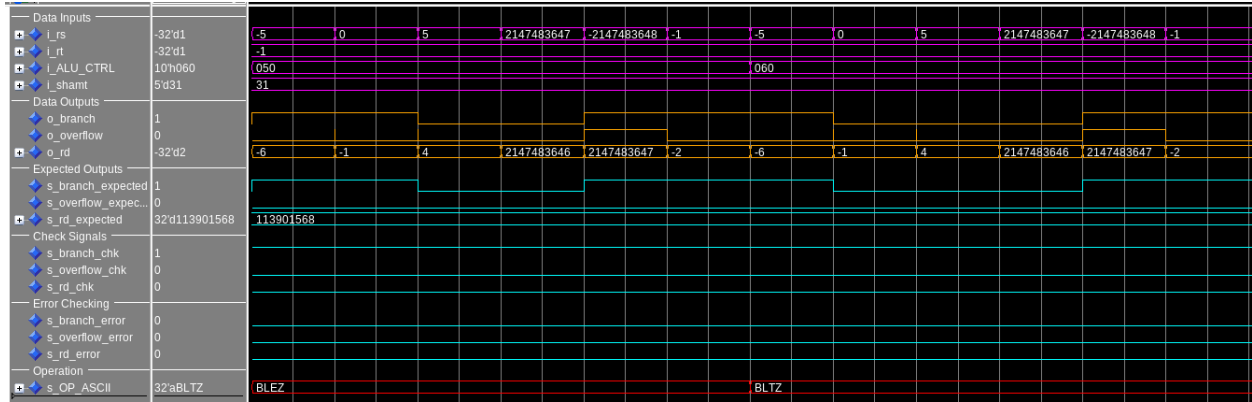 Data Inputs
i_rs -32'd1 -5 0 5 2147483647 -2147483648 -1 -5 0 5 2147483647 -2147483648 -1
i_rt -32'd1 -1
i_ALU_CTRL 10'h060 050 060
i_shamt 5'd31 31
Data Outputs
o_branch 1
o_overflow 0
o_rd -32'd2 -6 -1 4 2147483646 2147483647 -2 -6 -1 4 2147483646 2147483647 -2
Expected Outputs
s_branch_expected 1
s_overflow_expec... 0
s_rd_expected 32'd113901568 113901568
Check Signals
s_branch_chk 1
s_overflow_chk 0
s_rd_chk 0
Error Checking
s_branch_error 0
s_overflow_error 0
s_rd_error 0
Operation
s_OP_ASCII 32'aBLTZ BLEZ BLTZ